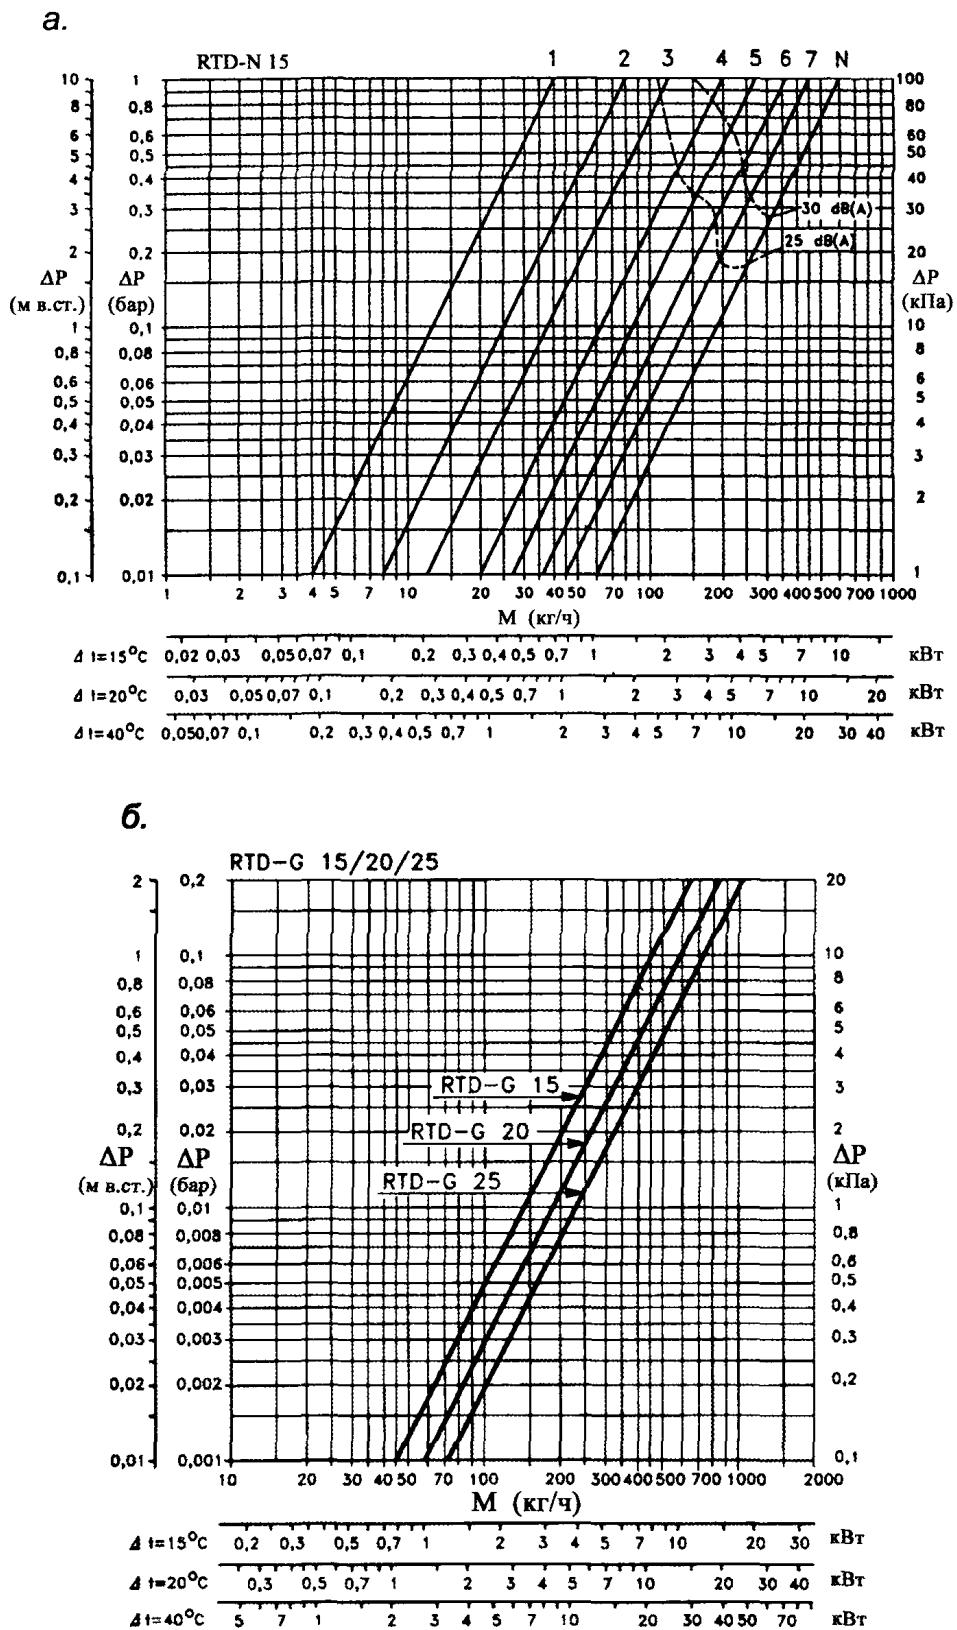 а.
RTD-N 15
1 2 3 4 5 6 7 N
10 1 100
8 0,8 80
6 0,6 60
5 0,5 50
4 0,4 40
3 0,3 30
30 dB(A)
25 dB(A)
2 0,2 20
ΔP ΔP ΔP
(м в.ст.) (бар) (кПа)
1 0,1 10
0,8 0,08 8
0,6 0,06 6
0,5 0,05 5
0,4 0,04 4
0,3 0,03 3
0,2 0,02 2
0,1 0,01 1
1 2 3 4 5 7 10 20 30 40 50 70 100 200 300 400 500 700 1000
M (кг/ч)
Δ t=15°C 0,02 0,03 0,05 0,07 0,1 0,2 0,3 0,4 0,5 0,7 1 2 3 4 5 7 10 кВт
Δ t=20°C 0,03 0,05 0,07 0,1 0,2 0,3 0,4 0,5 0,7 1 2 3 4 5 7 10 20 кВт
Δ t=40°C 0,05 0,07 0,1 0,2 0,3 0,4 0,5 0,7 1 2 3 4 5 7 10 20 30 40 кВт
б.
RTD-G 15/20/25
2 0,2 20
1 0,1 10
0,8 0,08 8
0,6 0,06 6
0,5 0,05 5
0,4 0,04 4
0,3 0,03 3
RTD-G 15
0,2 0,02 2
RTD-G 20
ΔP ΔP ΔP
(м в.ст.) (бар) (кПа)
RTD-G 25
0,1 0,01 1
0,08 0,008 0,8
0,06 0,006 0,6
0,05 0,005 0,5
0,04 0,004 0,4
0,03 0,003 0,3
0,02 0,002 0,2
0,01 0,001 0,1
10 20 30 40 50 70 100 200 300 400 500 700 1000 2000
M (кг/ч)
Δ t=15°C 0,2 0,3 0,5 0,7 1 2 3 4 5 7 10 20 30 кВт
Δ t=20°C 0,3 0,5 0,7 1 2 3 4 5 7 10 20 30 40 кВт
Δ t=40°C 5 7 1 2 3 4 5 7 10 20 30 40 50 70 кВт